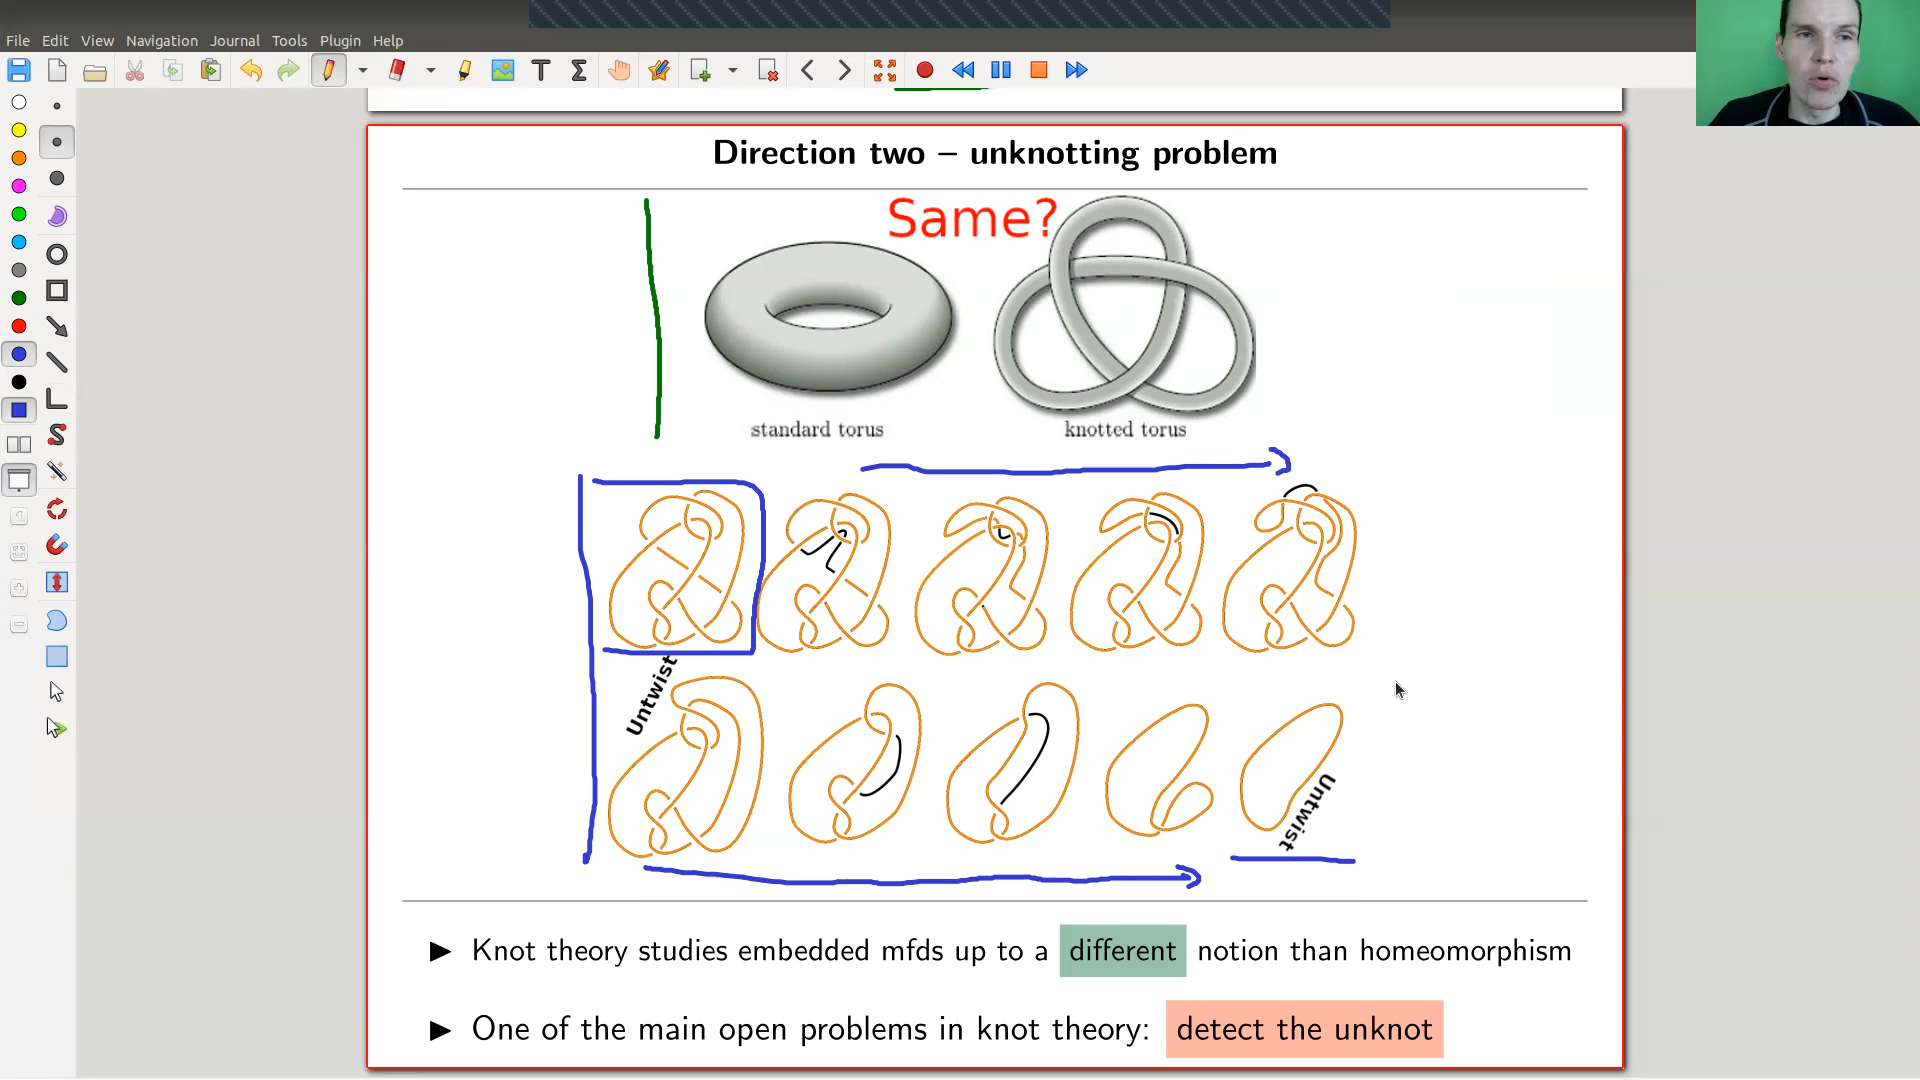 File Edit View Navigation Journal Tools Plugin Help
Direction two – unknotting problem
Same?
standard torus
knotted torus
Untwist
Untwist
▶ Knot theory studies embedded mfds up to a different notion than homeomorphism
▶ One of the main open problems in knot theory: detect the unknot